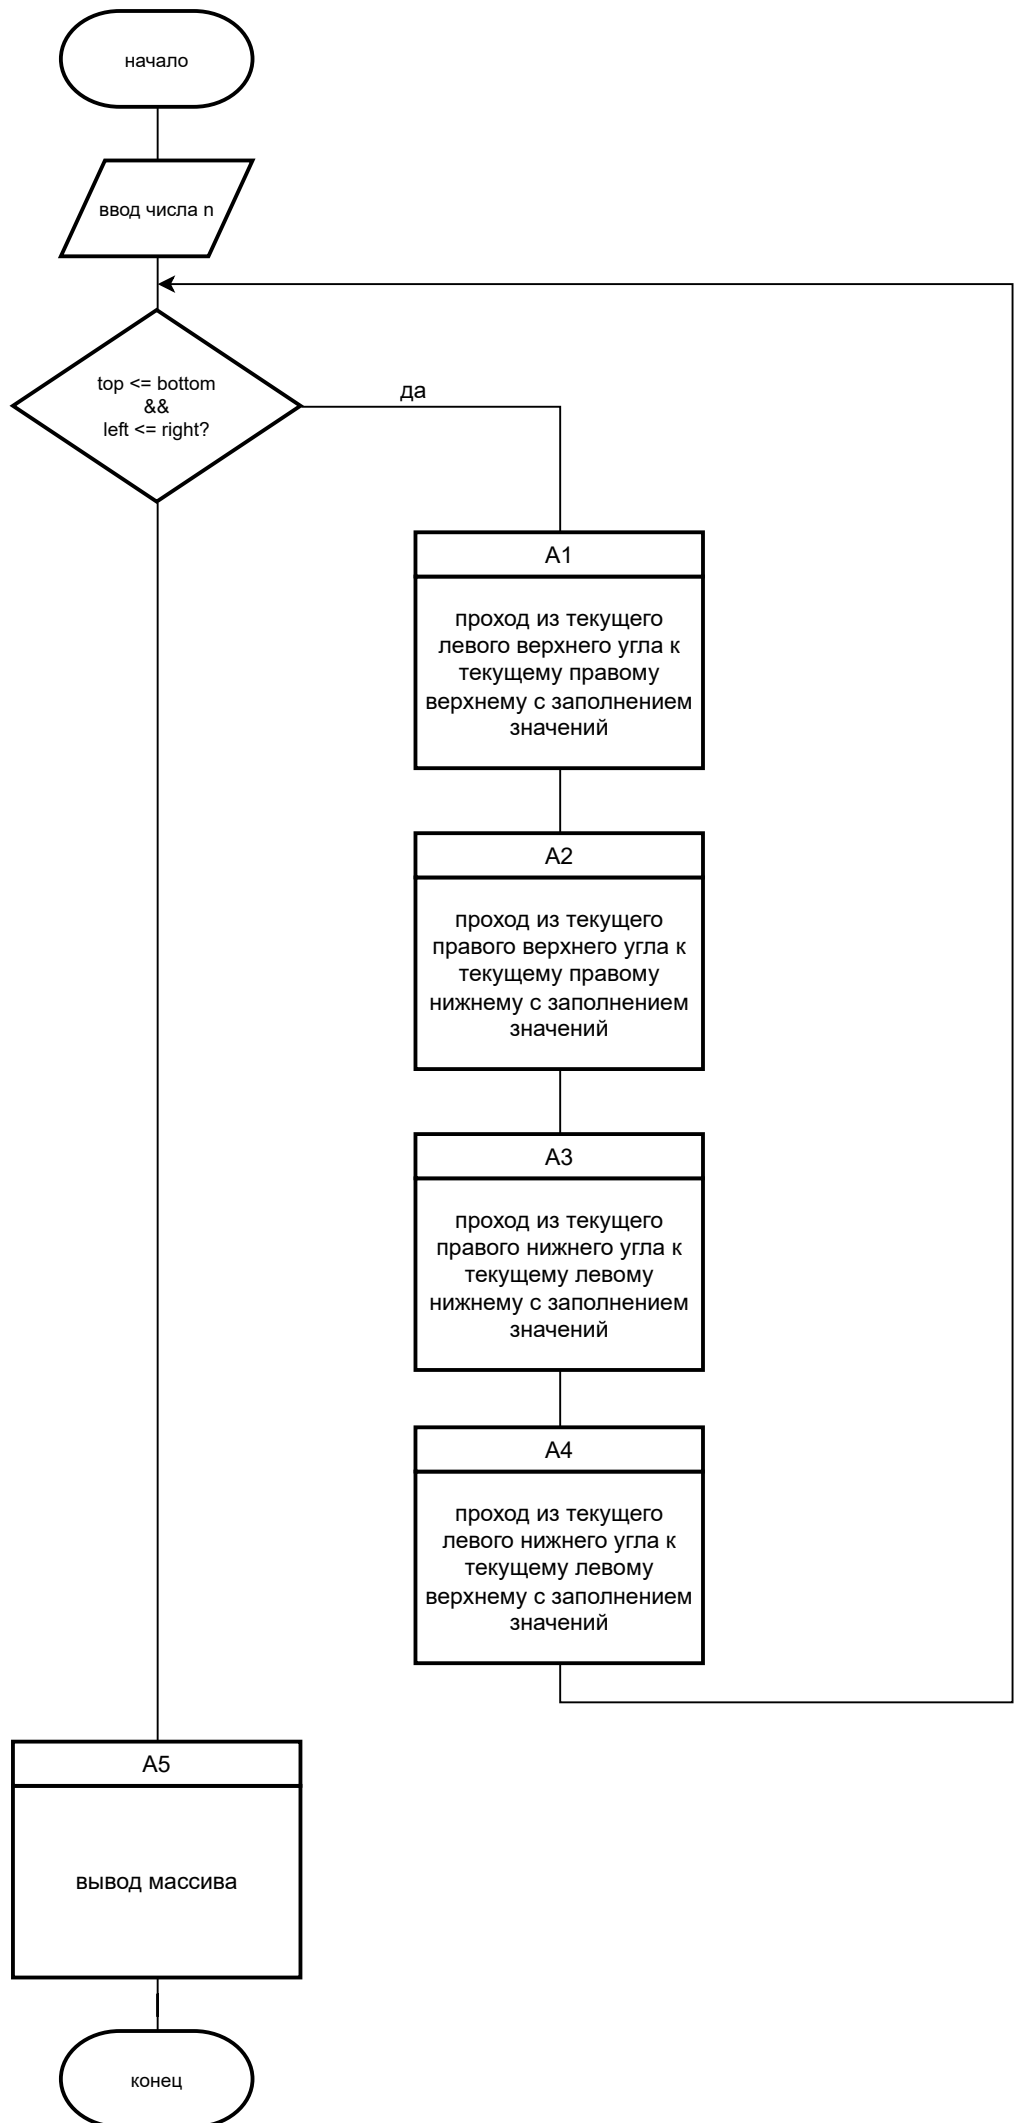 начало
ввод числа n
top <= bottom
&&
left <= right?
да
A1
проход из текущего
левого верхнего угла к
текущему правому
верхнему с заполнением
значений
A2
проход из текущего
правого верхнего угла к
текущему правому
нижнему с заполнением
значений
A3
проход из текущего
правого нижнего угла к
текущему левому
нижнему с заполнением
значений
A4
проход из текущего
левого нижнего угла к
текущему левому
верхнему с заполнением
значений
A5
вывод массива
конец